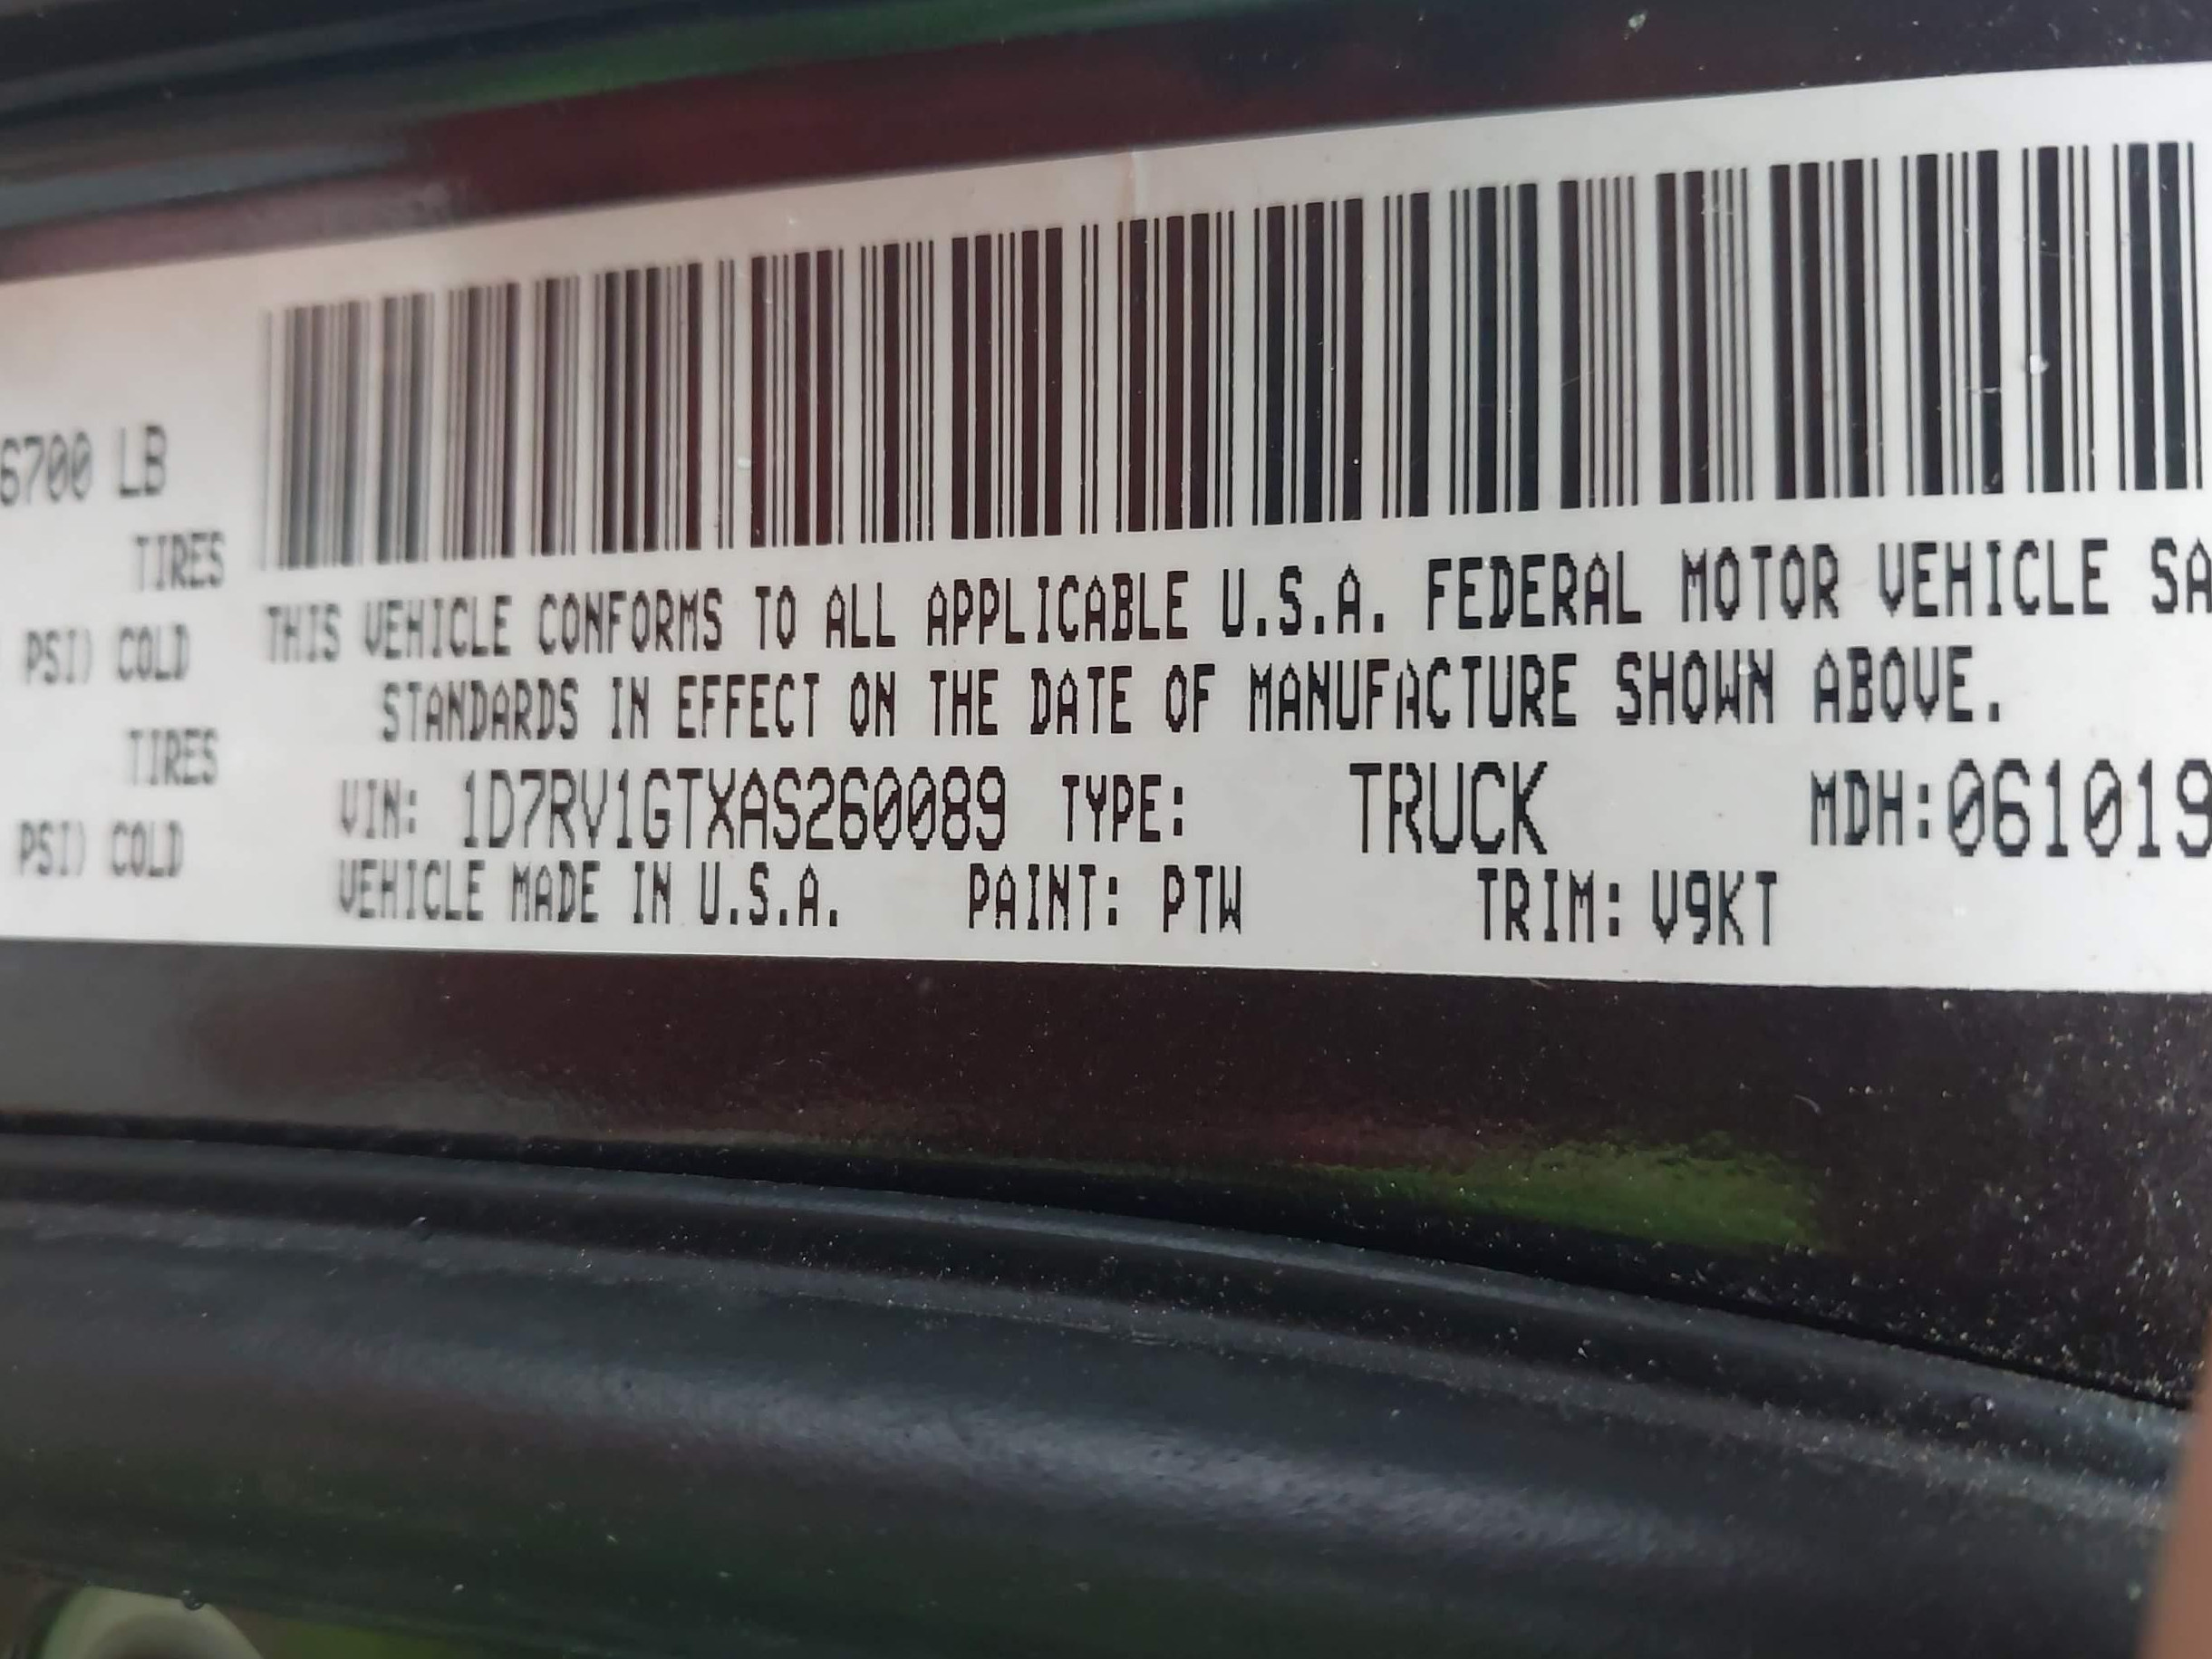 6700 LB
TIRES
PSI) COLD
TIRES
PSI) COLD
THIS VEHICLE CONFORMS TO ALL APPLICABLE U.S.A. FEDERAL MOTOR VEHICLE SA
STANDARDS IN EFFECT ON THE DATE OF MANUFACTURE SHOWN ABOVE.
VIN: 1D7RV1GTXAS260089 TYPE: TRUCK MDH:061019
VEHICLE MADE IN U.S.A. PAINT: PTW TRIM: V9KT